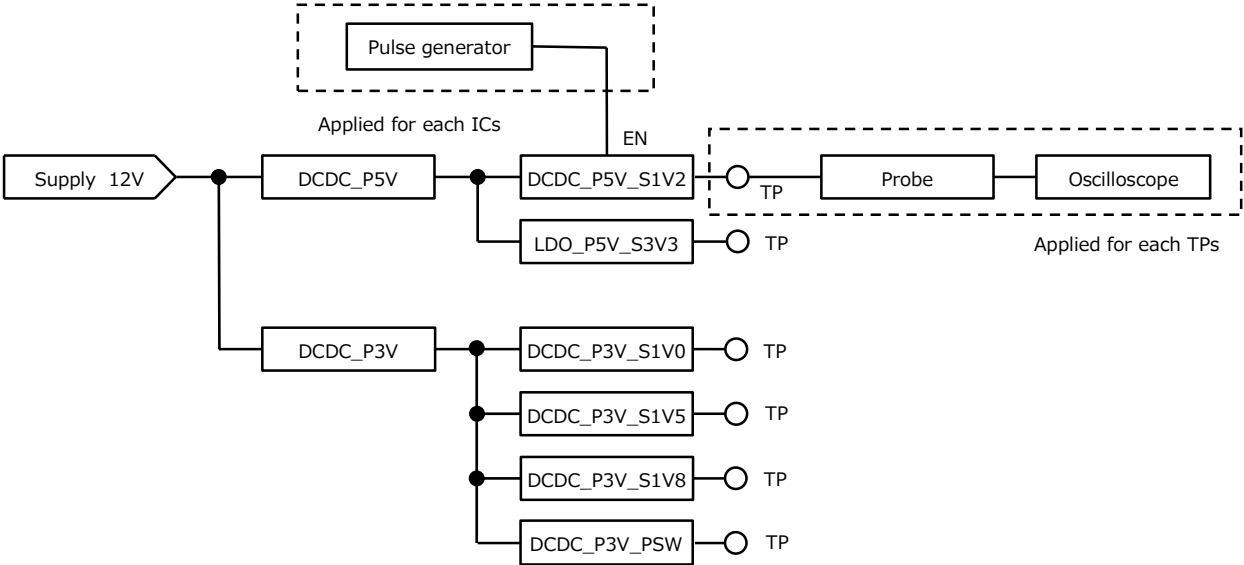 Pulse generator
Applied for each ICs
EN
Supply 12V
DCDC_P5V
DCDC_P5V_S1V2
TP
Probe
Oscilloscope
LDO_P5V_S3V3
TP
Applied for each TPs
DCDC_P3V
DCDC_P3V_S1V0
TP
DCDC_P3V_S1V5
TP
DCDC_P3V_S1V8
TP
DCDC_P3V_PSW
TP